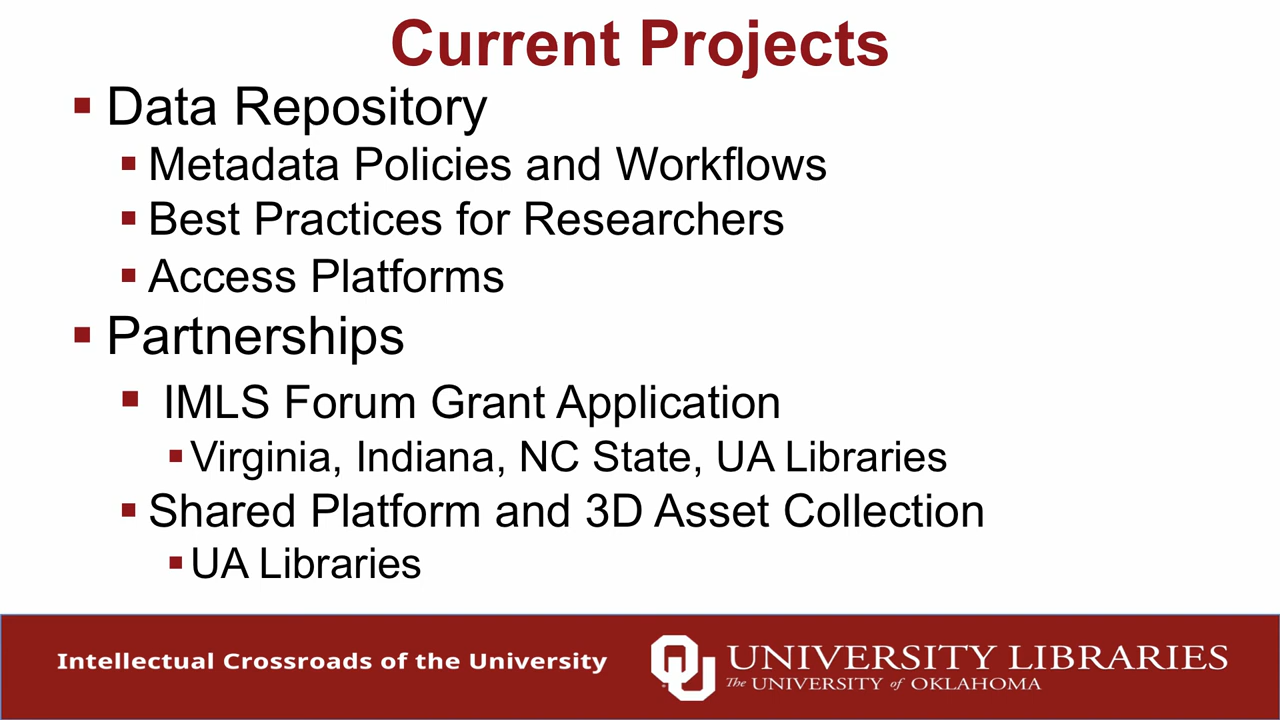 Current Projects
▪ Data Repository
▪ Metadata Policies and Workflows
▪ Best Practices for Researchers
▪ Access Platforms
▪ Partnerships
▪ IMLS Forum Grant Application
▪ Virginia, Indiana, NC State, UA Libraries
▪ Shared Platform and 3D Asset Collection
▪ UA Libraries
Intellectual Crossroads of the University
OU UNIVERSITY LIBRARIES
The UNIVERSITY of OKLAHOMA